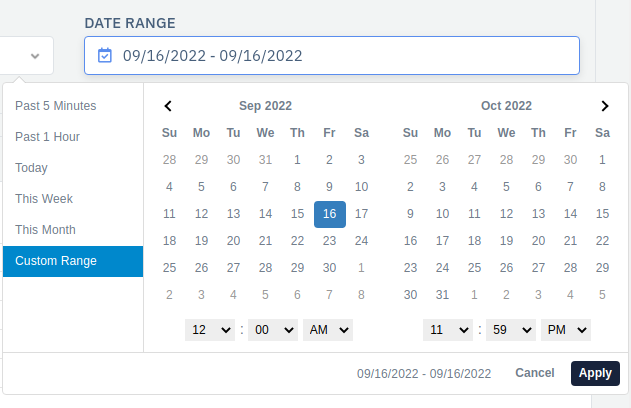 DATE RANGE
09/16/2022 - 09/16/2022
Past 5 Minutes
Past 1 Hour
Today
This Week
This Month
Custom Range
Sep 2022
Su Mo Tu We Th Fr Sa
28 29 30 31 1 2 3
4 5 6 7 8 9 10
11 12 13 14 15 16 17
18 19 20 21 22 23 24
25 26 27 28 29 30 1
2 3 4 5 6 7 8
12 : 00 AM
Oct 2022
Su Mo Tu We Th Fr Sa
25 26 27 28 29 30 1
2 3 4 5 6 7 8
9 10 11 12 13 14 15
16 17 18 19 20 21 22
23 24 25 26 27 28 29
30 31 1 2 3 4 5
11 : 59 PM
09/16/2022 - 09/16/2022 Cancel Apply